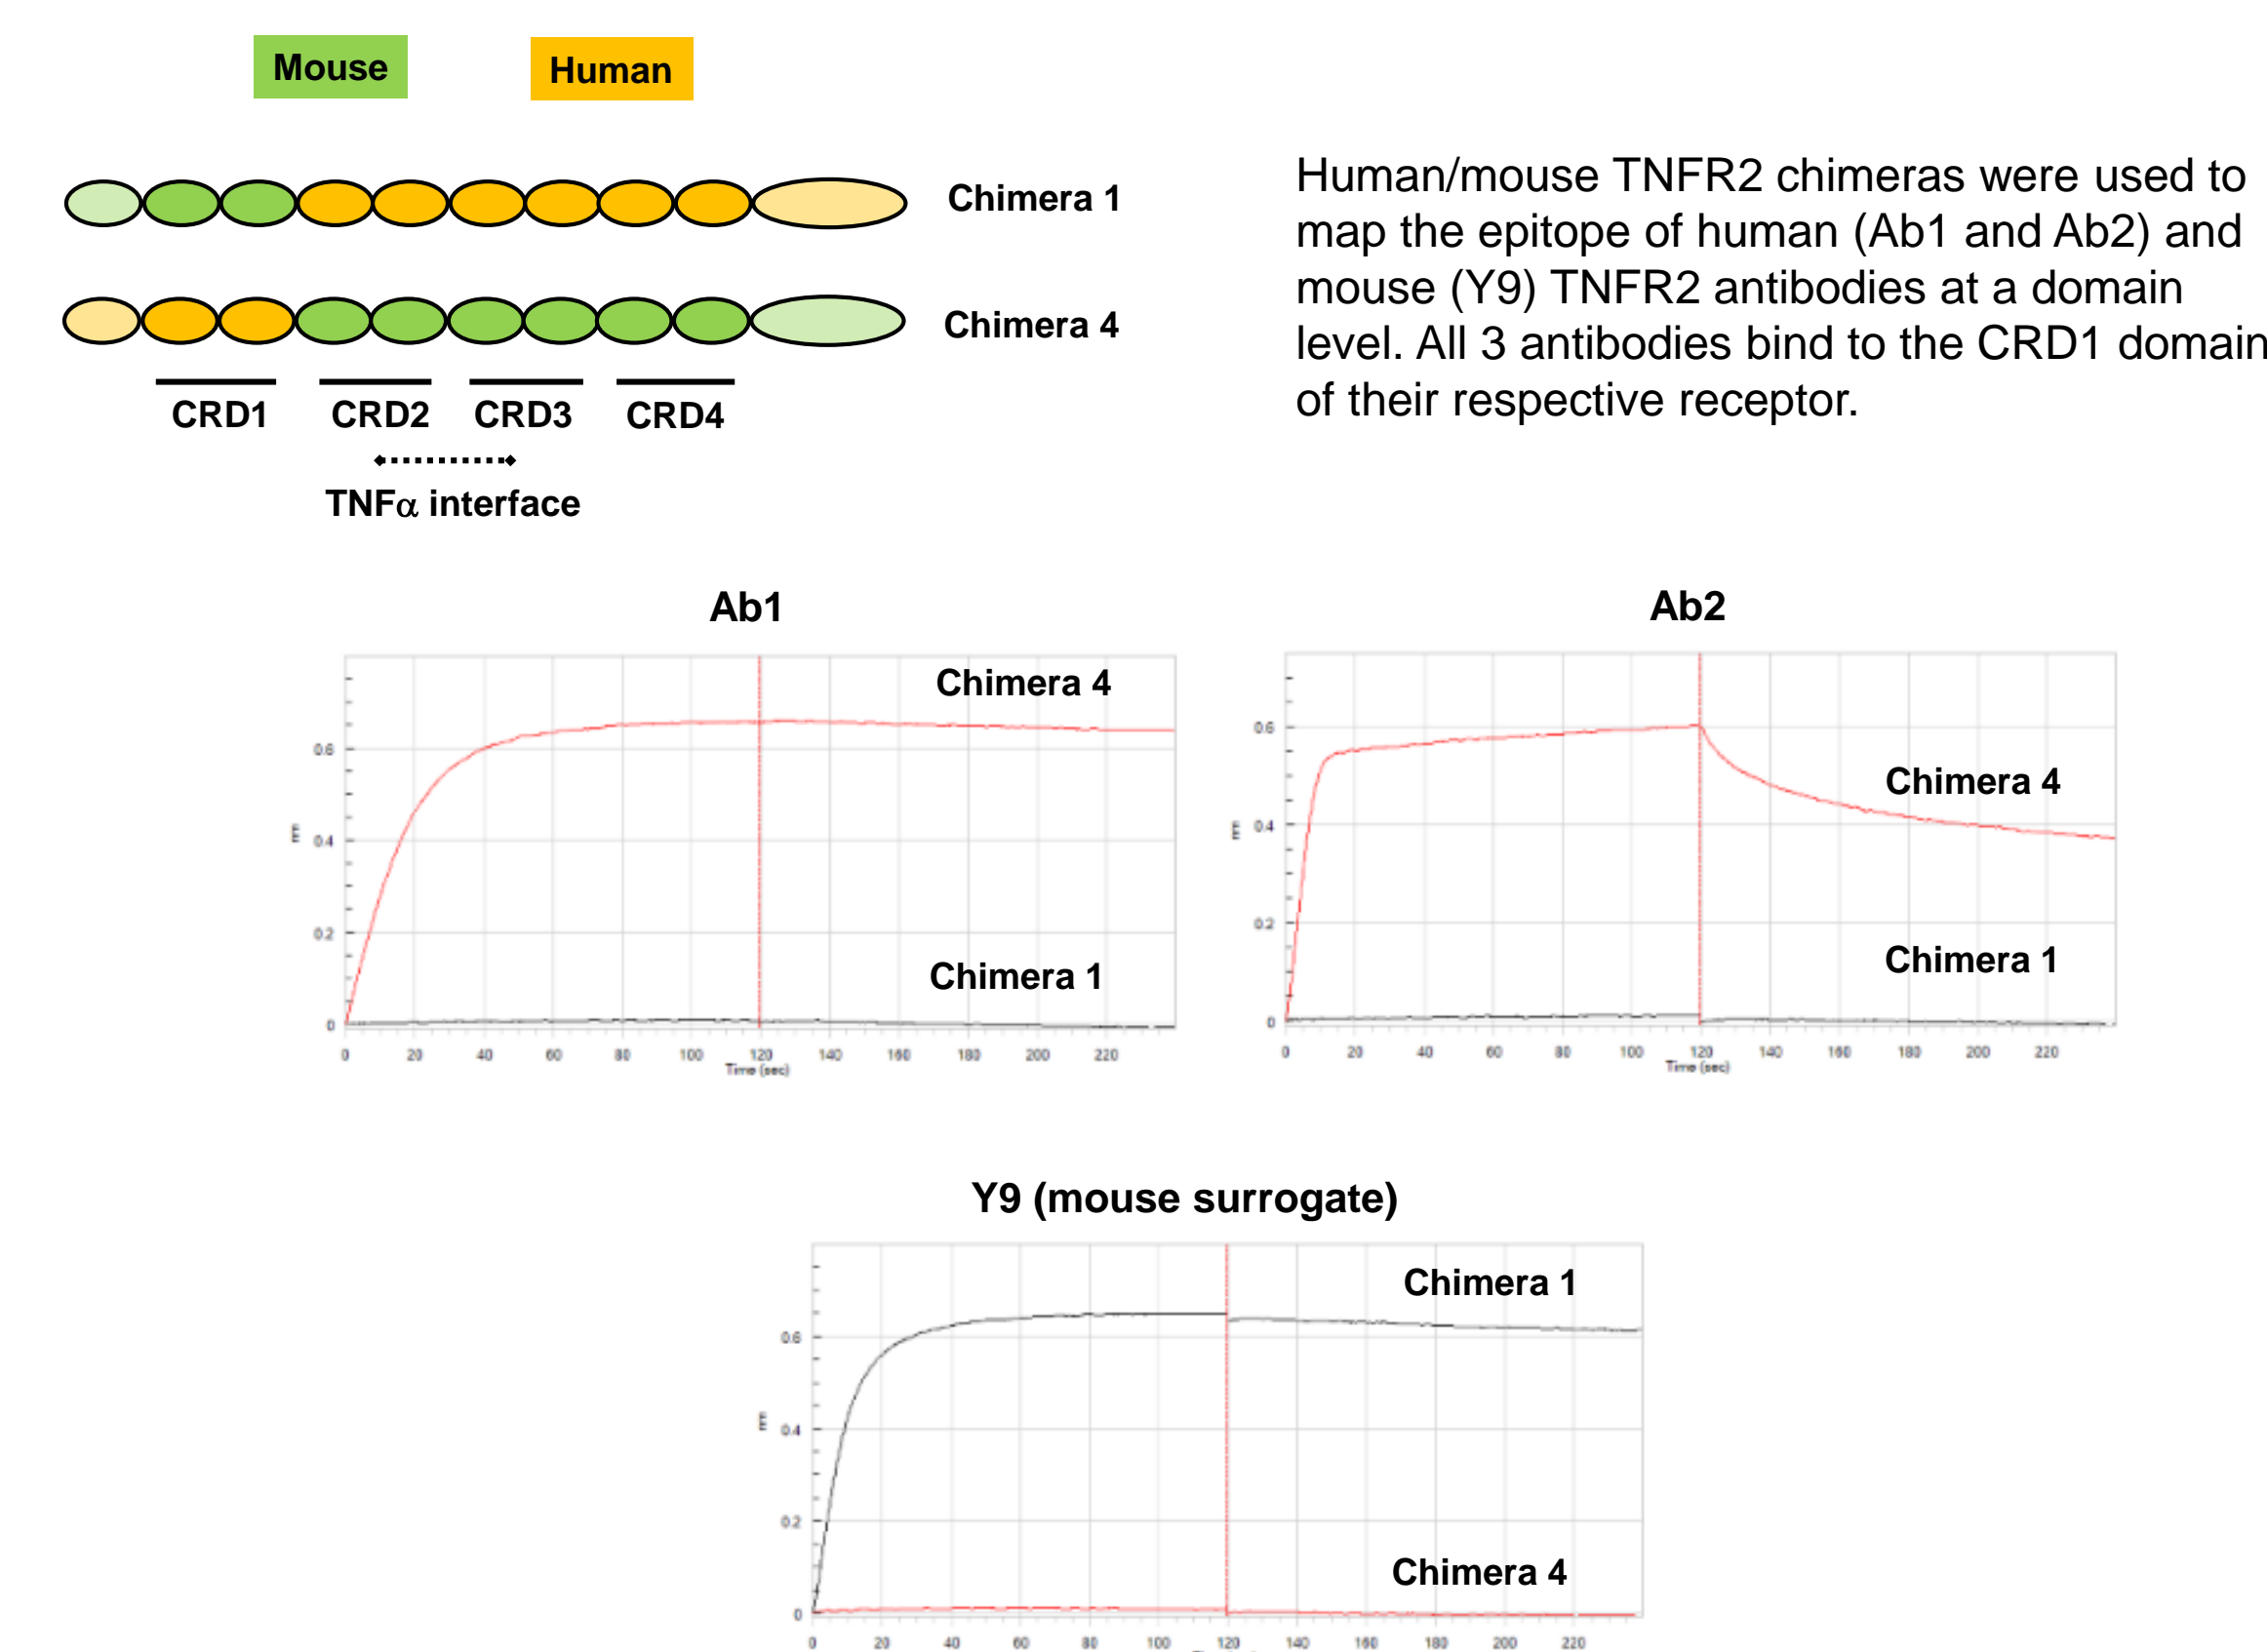 Mouse
Human
Chimera 1
Chimera 4
CRD1 CRD2 CRD3 CRD4
TNFα interface
Human/mouse TNFR2 chimeras were used to
map the epitope of human (Ab1 and Ab2) and
mouse (Y9) TNFR2 antibodies at a domain
level. All 3 antibodies bind to the CRD1 domain
of their respective receptor.
Ab1
Chimera 4
Chimera 1
0.6
0.4
0.2
0
nm
0 20 40 60 80 100 120 140 160 180 200 220
Time (sec)
Ab2
Chimera 4
Chimera 1
0.6
0.4
0.2
0
nm
0 20 40 60 80 100 120 140 160 180 200 220
Time (sec)
Y9 (mouse surrogate)
Chimera 1
Chimera 4
0.6
0.4
0.2
0
nm
0 20 40 60 80 100 120 140 160 180 200 220